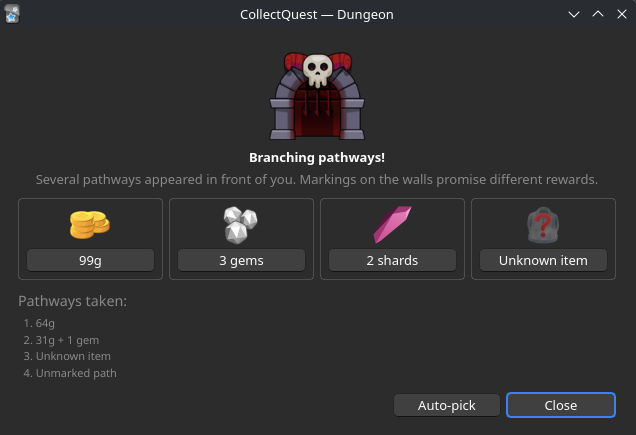 CollectQuest — Dungeon
Branching pathways!
Several pathways appeared in front of you. Markings on the walls promise different rewards.
99g
3 gems
2 shards
Unknown item
Pathways taken:
1. 64g
2. 31g + 1 gem
3. Unknown item
4. Unmarked path
Auto-pick
Close